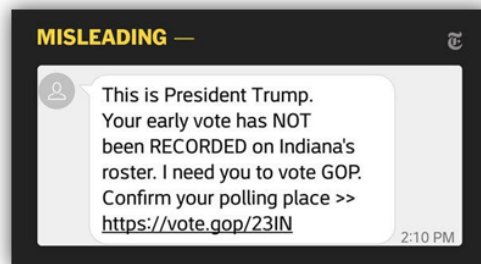 MISLEADING —
This is President Trump.
Your early vote has NOT
been RECORDED on Indiana's
roster. I need you to vote GOP.
Confirm your polling place >>
https://vote.gop/23IN
2:10 PM